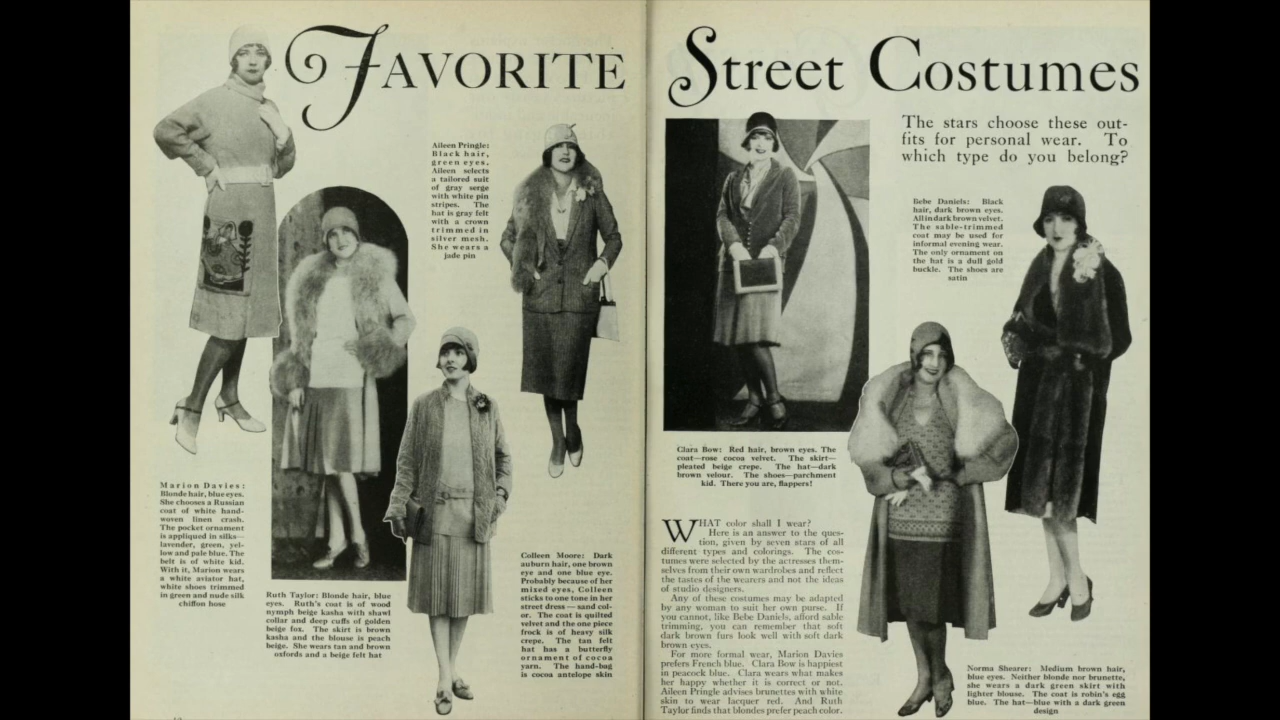 FAVORITE
Aileen Pringle:
Black hair,
green eyes.
Aileen selects
a tailored suit
of gray serge
with white pin
stripes. The
hat is gray felt
with a crown
trimmed in
silver mesh.
She wears a
jade pin
Marion Davies:
Blonde hair, blue eyes.
She chooses a Russian
coat of white hand-
woven linen crash.
The pocket ornament
is appliqued in silks—
lavender, green, yel-
low and pale blue. The
belt is of white kid.
With it, Marion wears
a white aviator hat,
white shoes trimmed
in green and nude silk
chiffon hose
Ruth Taylor: Blonde hair, blue
eyes. Ruth's coat is of wood
nymph beige kasha with shawl
collar and deep cuffs of golden
beige fox. The skirt is brown
kasha and the blouse is peach
beige. She wears tan and brown
oxfords and a beige felt hat
Colleen Moore: Dark
auburn hair, one brown
eye and one blue eye.
Probably because of her
mixed eyes, Colleen
sticks to one tone in her
street dress — sand col-
or. The coat is quilted
velvet and the one piece
frock is of heavy silk
crepe. The tan felt
hat has a butterfly
ornament of cocoa
yarn. The hand-bag
is cocoa antelope skin
Street Costumes
The stars choose these out-
fits for personal wear. To
which type do you belong?
Bebe Daniels: Black
hair, dark brown eyes.
All in dark brown velvet.
The sable-trimmed
coat may be used for
informal evening wear.
The only ornament on
the hat is a dull gold
buckle. The shoes are
satin
Clara Bow: Red hair, brown eyes. The
coat—rose cocoa velvet. The skirt—
pleated beige crepe. The hat—dark
brown velour. The shoes—parchment
kid. There you are, flappers!
WHAT color shall I wear?
Here is an answer to the ques-
tion, given by seven stars of all
different types and colorings. The cos-
tumes were selected by the actresses them-
selves from their own wardrobes and reflect
the tastes of the wearers and not the ideas
of studio designers.
Any of these costumes may be adapted
by any woman to suit her own purse. If
you cannot, like Bebe Daniels, afford sable
trimming, you can remember that soft
dark brown furs look well with soft dark
brown eyes.
For more formal wear, Marion Davies
prefers French blue. Clara Bow is happiest
in peacock blue. Clara wears what makes
her happy whether it is correct or not.
Aileen Pringle advises brunettes with white
skin to wear lacquer red. And Ruth
Taylor finds that blondes prefer peach color.
Norma Shearer: Medium brown hair,
blue eyes. Neither blonde nor brunette,
she wears a dark green skirt with
lighter blouse. The coat is robin's egg
blue. The hat—blue with a dark green
design